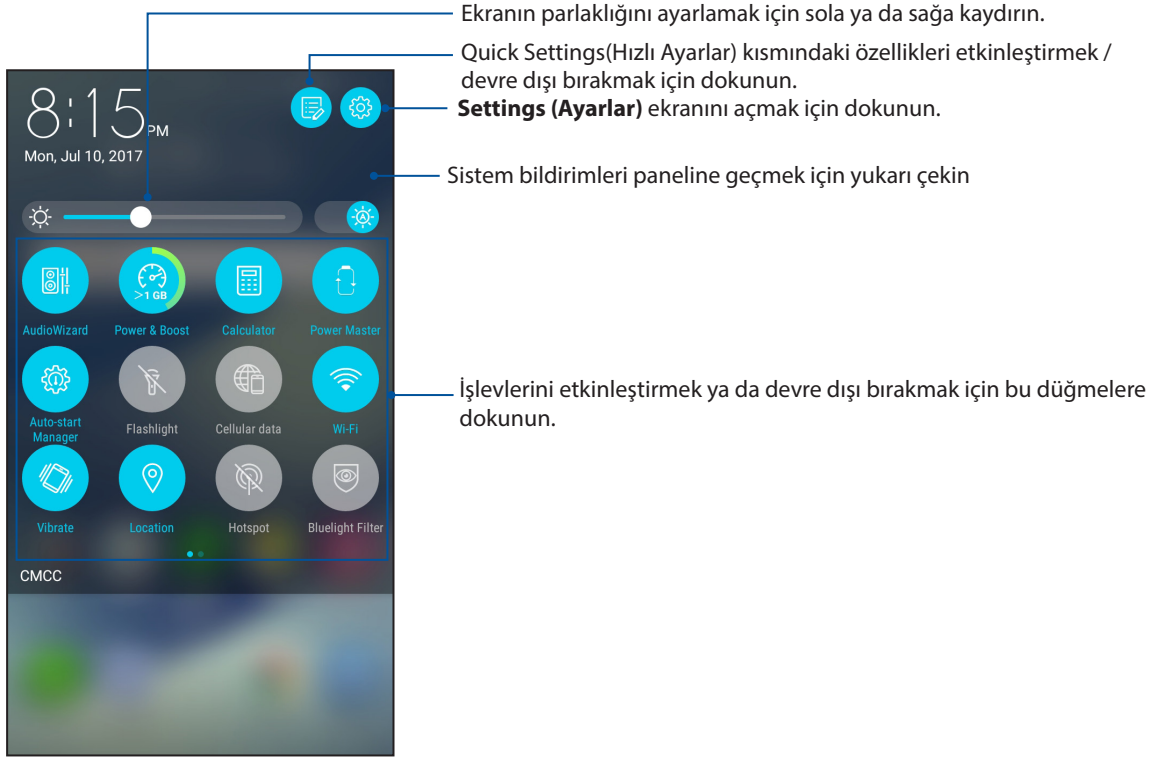 Ekranın parlaklığını ayarlamak için sola ya da sağa kaydırın.
Quick Settings(Hızlı Ayarlar) kısmındaki özellikleri etkinleştirmek /
devre dışı bırakmak için dokunun.
Settings (Ayarlar) ekranını açmak için dokunun.
8:15 PM
Mon, Jul 10, 2017
Sistem bildirimleri paneline geçmek için yukarı çekin
A
>1 GB
AudioWizard Power & Boost Calculator Power Master
İşlevlerini etkinleştirmek ya da devre dışı bırakmak için bu düğmelere
dokunun.
Auto-start
Manager Flashlight Cellular data Wi-Fi
Vibrate Location Hotspot Bluelight Filter
CMCC